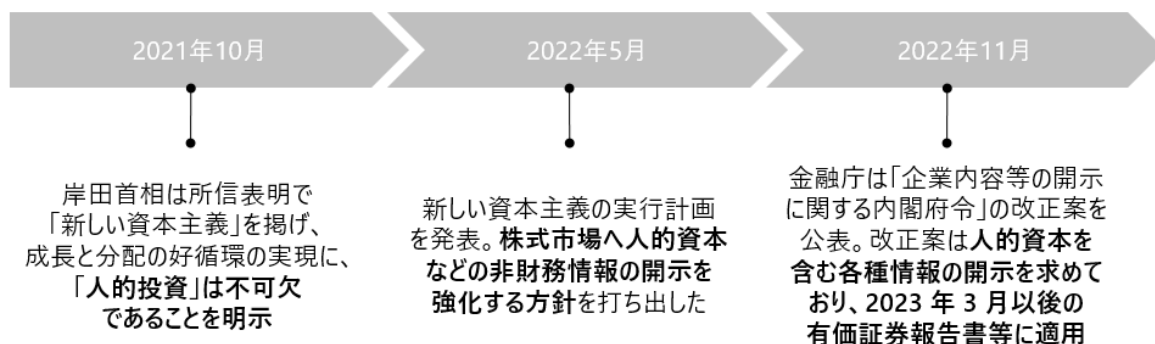 2021年10月
2022年5月
2022年11月
岸田首相は所信表明で
「新しい資本主義」を掲げ、
成長と分配の好循環の実現に、
「人的投資」は不可欠
であることを明示
新しい資本主義の実行計画
を発表。株式市場へ人的資本
などの非財務情報の開示を
強化する方針を打ち出した
金融庁は「企業内容等の開示
に関する内閣府令」の改正案を
公表。改正案は人的資本を
含む各種情報の開示を求めて
おり、2023 年 3 月以後の
有価証券報告書等に適用